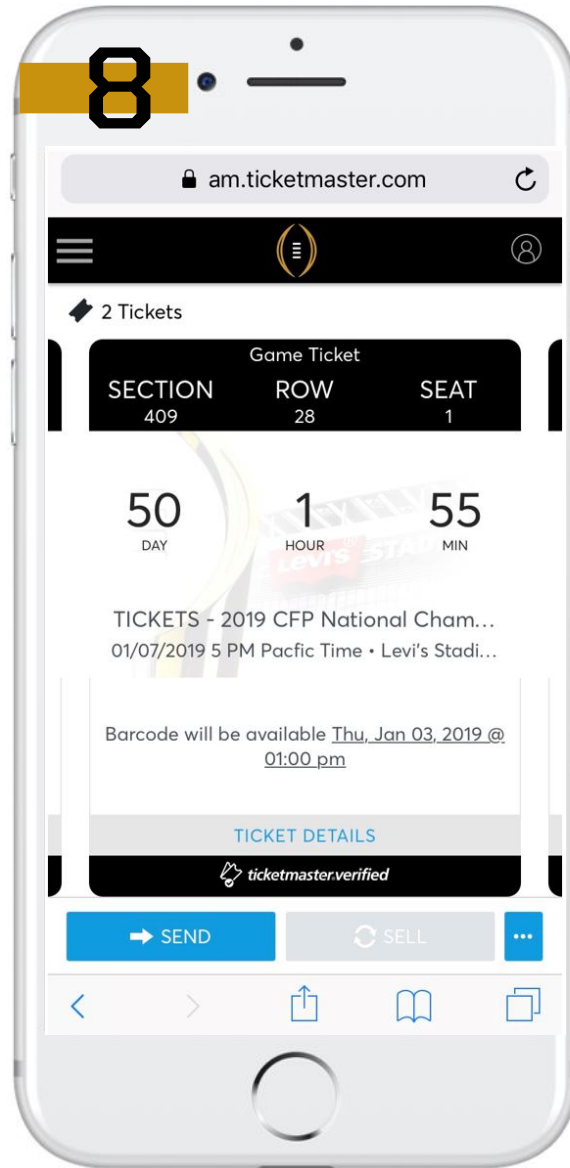 8
am.ticketmaster.com
2 Tickets
Game Ticket
SECTION ROW SEAT
409 28 1
50 1 55
DAY HOUR MIN
LEVI'S STADIUM
TICKETS - 2019 CFP National Cham...
01/07/2019 5 PM Pacfic Time • Levi's Stadi...
Barcode will be available Thu, Jan 03, 2019 @
01:00 pm
TICKET DETAILS
ticketmaster.verified
SEND SELL ...